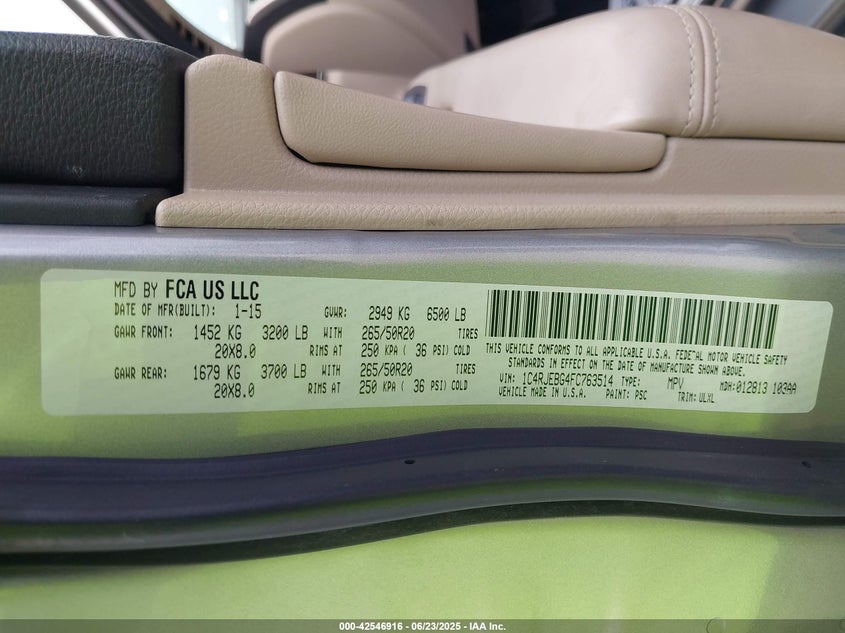 MFD BY FCA US LLC
DATE OF MFR(BUILT): 1-15 GVWR: 2949 KG 6500 LB
GAWR FRONT: 1452 KG 3200 LB WITH 265/50R20 TIRES
20X8.0 RIMS AT 250 KPA ( 36 PSI) COLD
GAWR REAR: 1679 KG 3700 LB WITH 265/50R20 TIRES
20X8.0 RIMS AT 250 KPA ( 36 PSI) COLD
THIS VEHICLE CONFORMS TO ALL APPLICABLE U.S.A. FEDERAL MOTOR VEHICLE SAFETY
STANDARDS IN EFFECT ON THE DATE OF MANUFACTURE SHOWN ABOVE.
VIN: 1C4RJEBG4FC763514 TYPE: MPV MDH:012813 103AA
VEHICLE MADE IN U.S.A. PAINT: PSC TRIM: ULXL
000-42546916 - 06/23/2025 - IAA Inc.